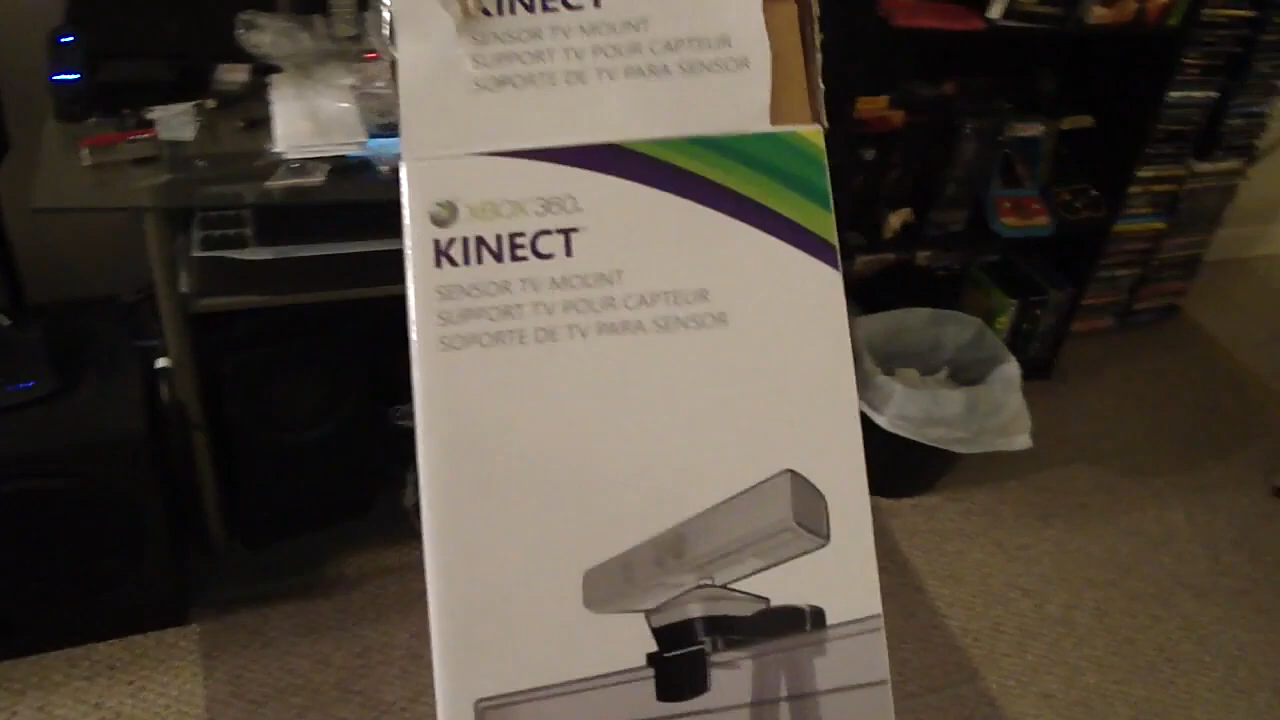 KINECT
SENSOR TV MOUNT
SUPPORT TV POUR CAPTEUR
SOPORTE DE TV PARA SENSOR
XBOX 360
KINECT
SENSOR TV MOUNT
SUPPORT TV POUR CAPTEUR
SOPORTE DE TV PARA SENSOR